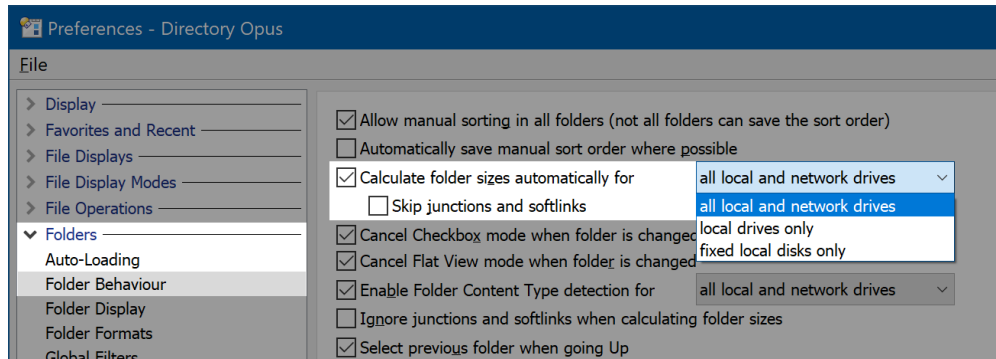 Preferences - Directory Opus
File
Display
Favorites and Recent
File Displays
File Display Modes
File Operations
Folders
Auto-Loading
Folder Behaviour
Folder Display
Folder Formats
Global Filters
Allow manual sorting in all folders (not all folders can save the sort order)
Automatically save manual sort order where possible
Calculate folder sizes automatically for all local and network drives
Skip junctions and softlinks
all local and network drives
local drives only
fixed local disks only
Cancel Checkbox mode when folder is changed
Cancel Flat View mode when folder is changed
Enable Folder Content Type detection for all local and network drives
Ignore junctions and softlinks when calculating folder sizes
Select previous folder when going Up